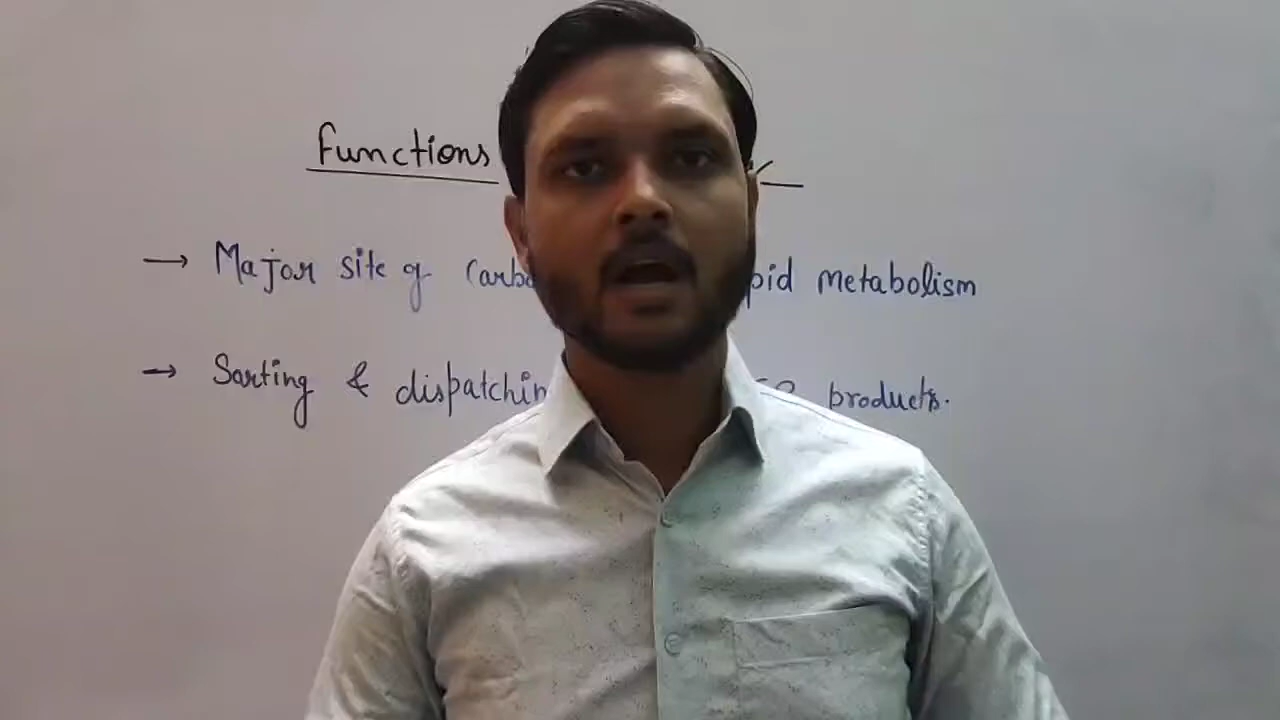 Functions
→ Major site of Carbo pid metabolism
→ Sorting & dispatchin products.